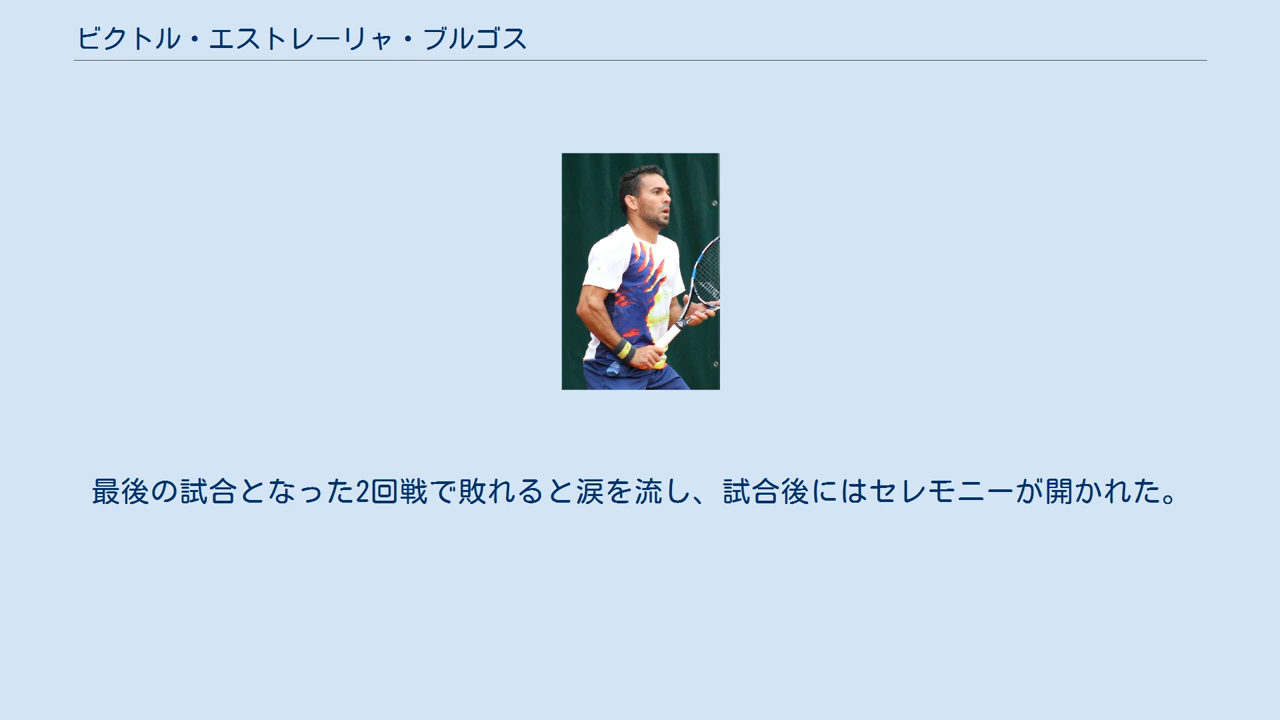 ビクトル・エストレーリャ・ブルゴス
最後の試合となった2回戦で敗れると涙を流し、試合後にはセレモニーが開かれた。